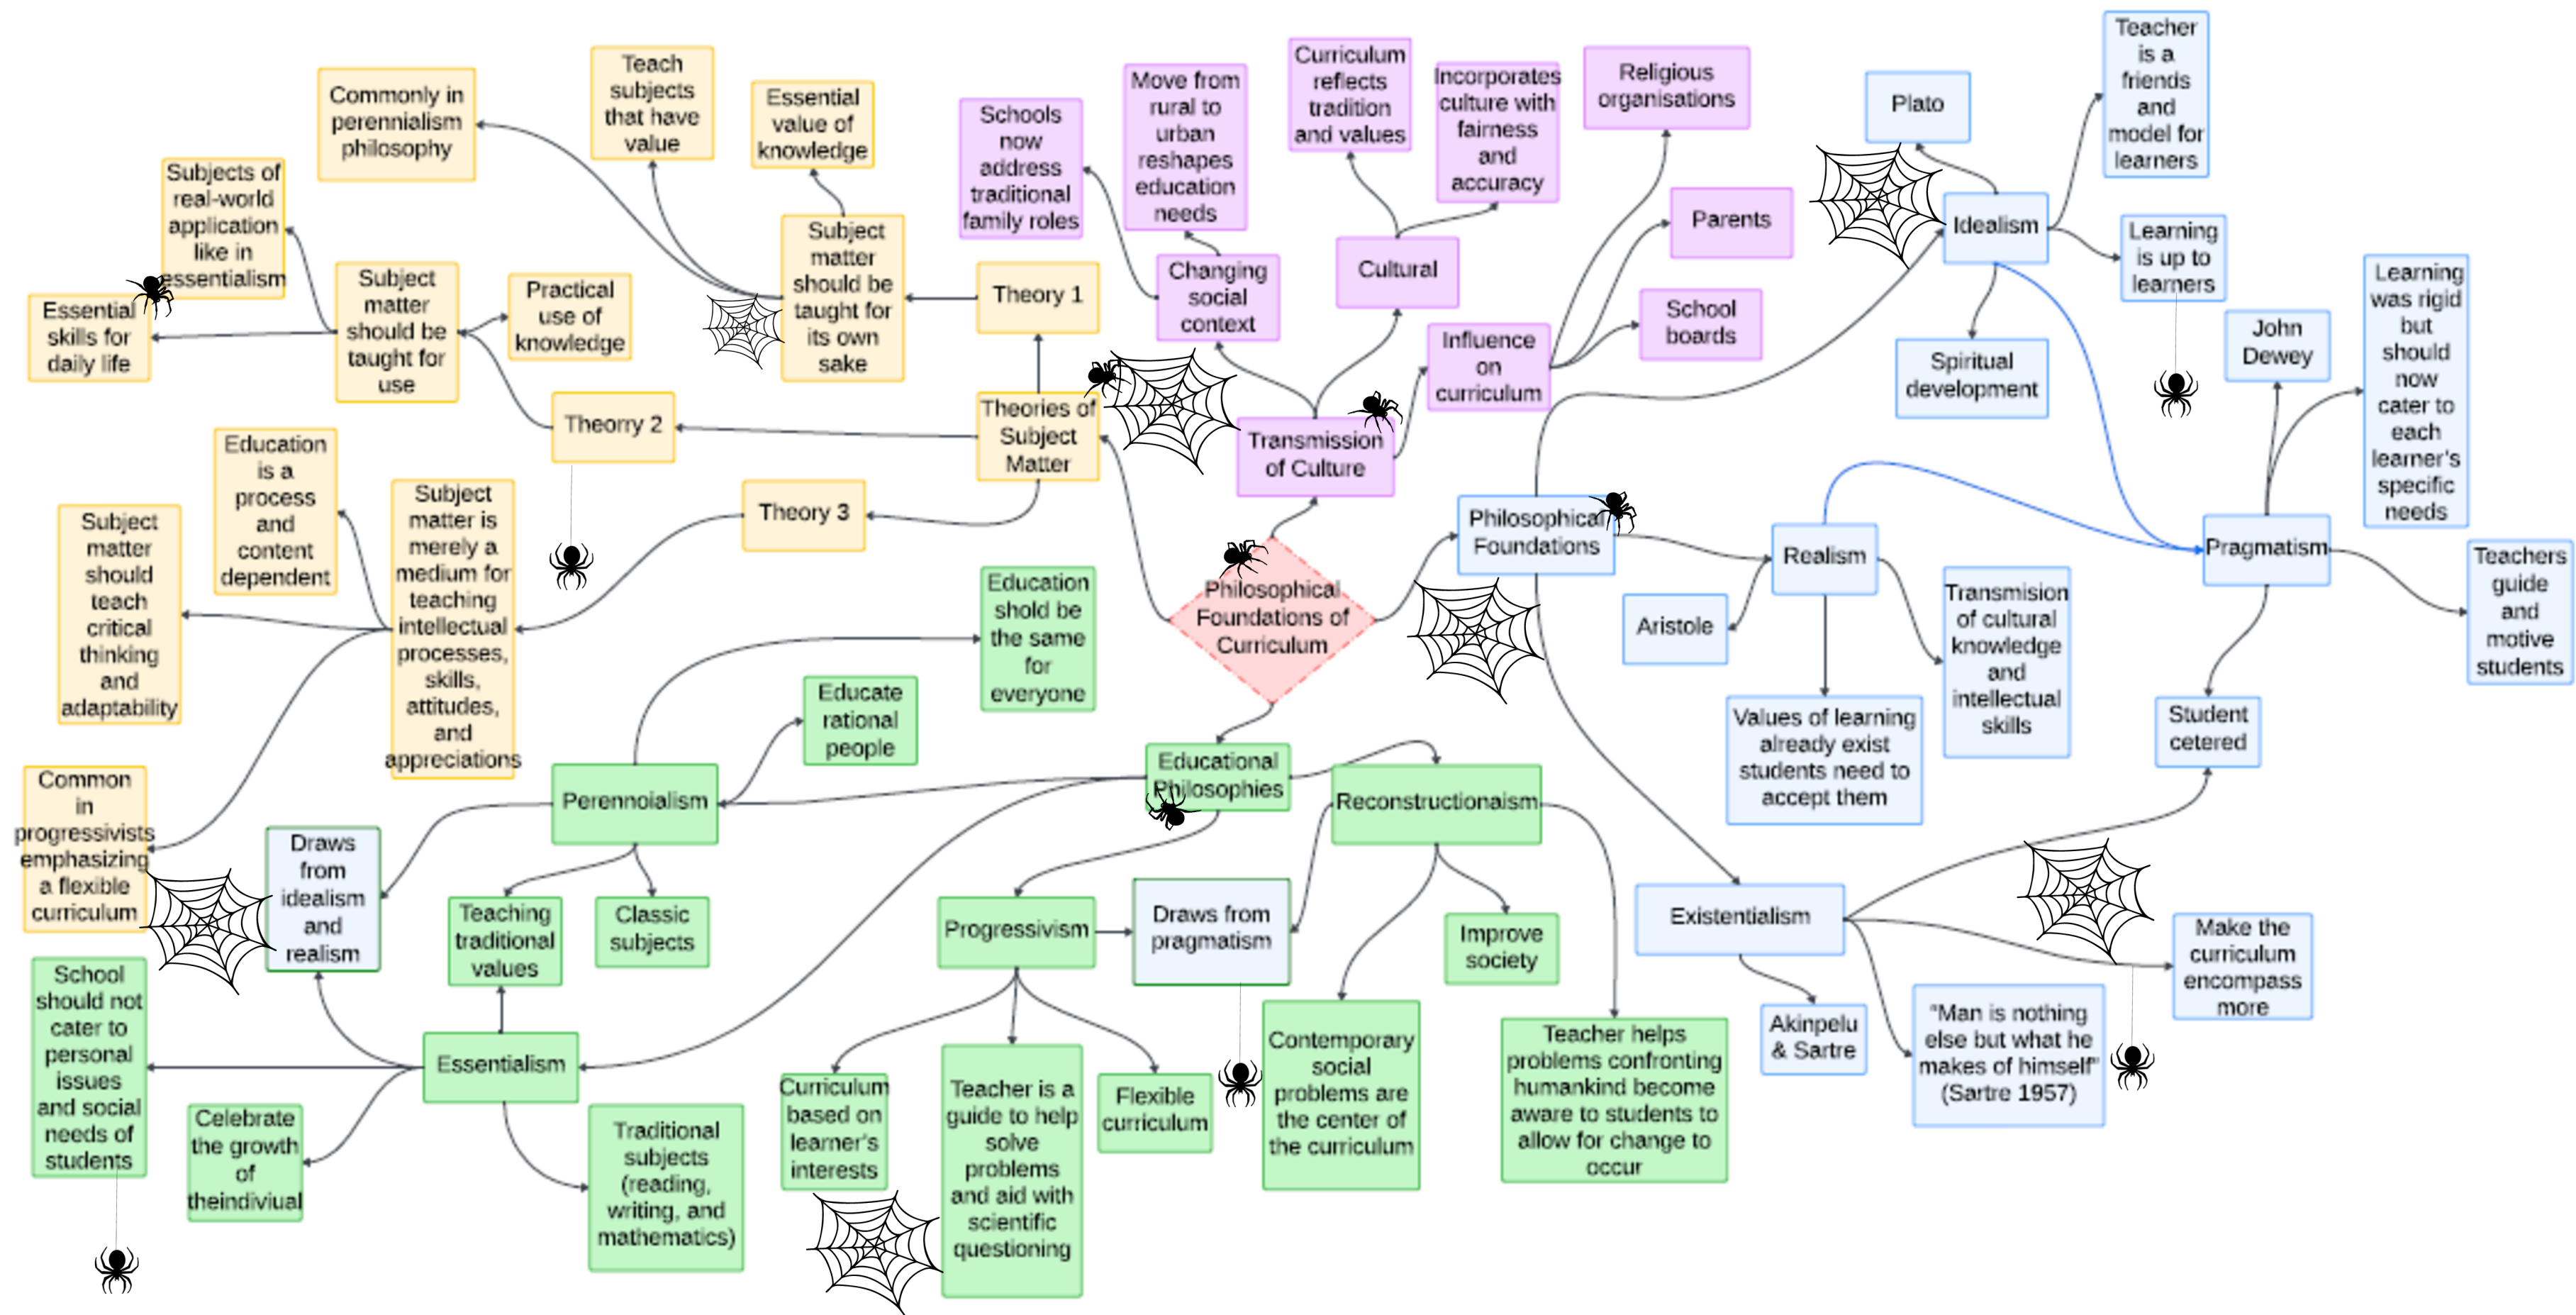 Commonly in
perennialism
philosophy
Teach
subjects
that have
value
Essential
value of
knowledge
Subjects of
real-world
application
like in
essentialism
Essential
skills for
daily life
Subject
matter
should be
taught for
use
Practical
use of
knowledge
Subject
matter
should be
taught for
its own
sake
Theory 1
Theorry 2
Theories of
Subject
Matter
Theory 3
Education
is a
process
and
content
dependent
Subject
matter
should
teach
critical
thinking
and
adaptability
Subject
matter is
merely a
medium for
teaching
intellectual
processes,
skills,
attitudes,
and
appreciations
Common
in
progressivists
emphasizing
a flexible
curriculum
Schools
now
address
traditional
family roles
Move from
rural to
urban
reshapes
education
needs
Curriculum
reflects
tradition
and values
Incorporates
culture with
fairness
and
accuracy
Religious
organisations
Parents
School
boards
Changing
social
context
Cultural
Influence
on
curriculum
Transmission
of Culture
Philosophical
Foundations of
Curriculum
Philosophical
Foundations
Plato
Teacher
is a
friends
and
model for
learners
Idealism
Learning
is up to
learners
Spiritual
development
John
Dewey
Learning
was rigid
but
should
now
cater to
each
learner's
specific
needs
Realism
Pragmatism
Aristole
Transmision
of cultural
knowledge
and
intellectual
skills
Teachers
guide
and
motive
students
Values of learning
already exist
students need to
accept them
Student
cetered
Existentialism
Akinpelu
& Sartre
"Man is nothing
else but what he
makes of himself"
(Sartre 1957)
Make the
curriculum
encompass
more
Education
shold be
the same
for
everyone
Educate
rational
people
Perennoialism
Educational
Philosophies
Reconstructionaism
Draws
from
idealism
and
realism
Teaching
traditional
values
Classic
subjects
Progressivism
Draws from
pragmatism
Improve
society
School
should not
cater to
personal
issues
and social
needs of
students
Essentialism
Celebrate
the growth
of
theindiviual
Traditional
subjects
(reading,
writing, and
mathematics)
Curriculum
based on
learner's
interests
Teacher is a
guide to help
solve
problems
and aid with
scientific
questioning
Flexible
curriculum
Contemporary
social
problems are
the center of
the curriculum
Teacher helps
problems confronting
humankind become
aware to students to
allow for change to
occur